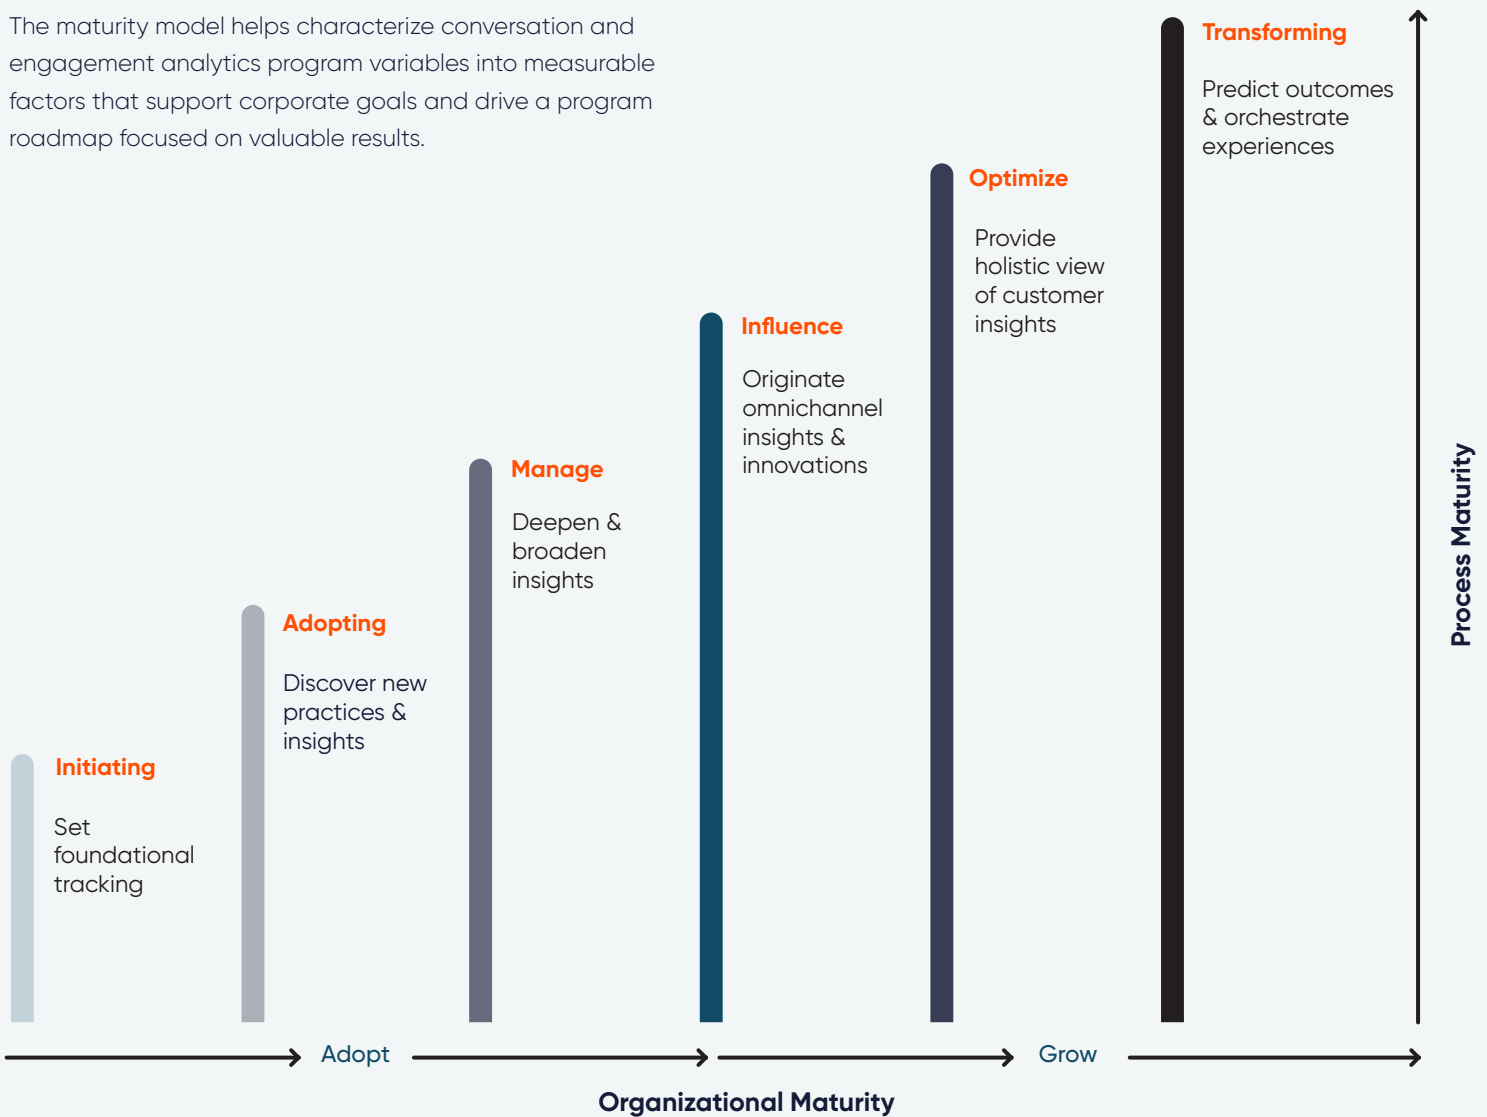 The maturity model helps characterize conversation and
engagement analytics program variables into measurable
factors that support corporate goals and drive a program
roadmap focused on valuable results.
Transforming
Predict outcomes
& orchestrate
experiences
Optimize
Provide
holistic view
of customer
insights
Influence
Originate
omnichannel
insights &
innovations
Manage
Deepen &
broaden
insights
Adopting
Discover new
practices &
insights
Initiating
Set
foundational
tracking
Process Maturity
Adopt
Grow
Organizational Maturity